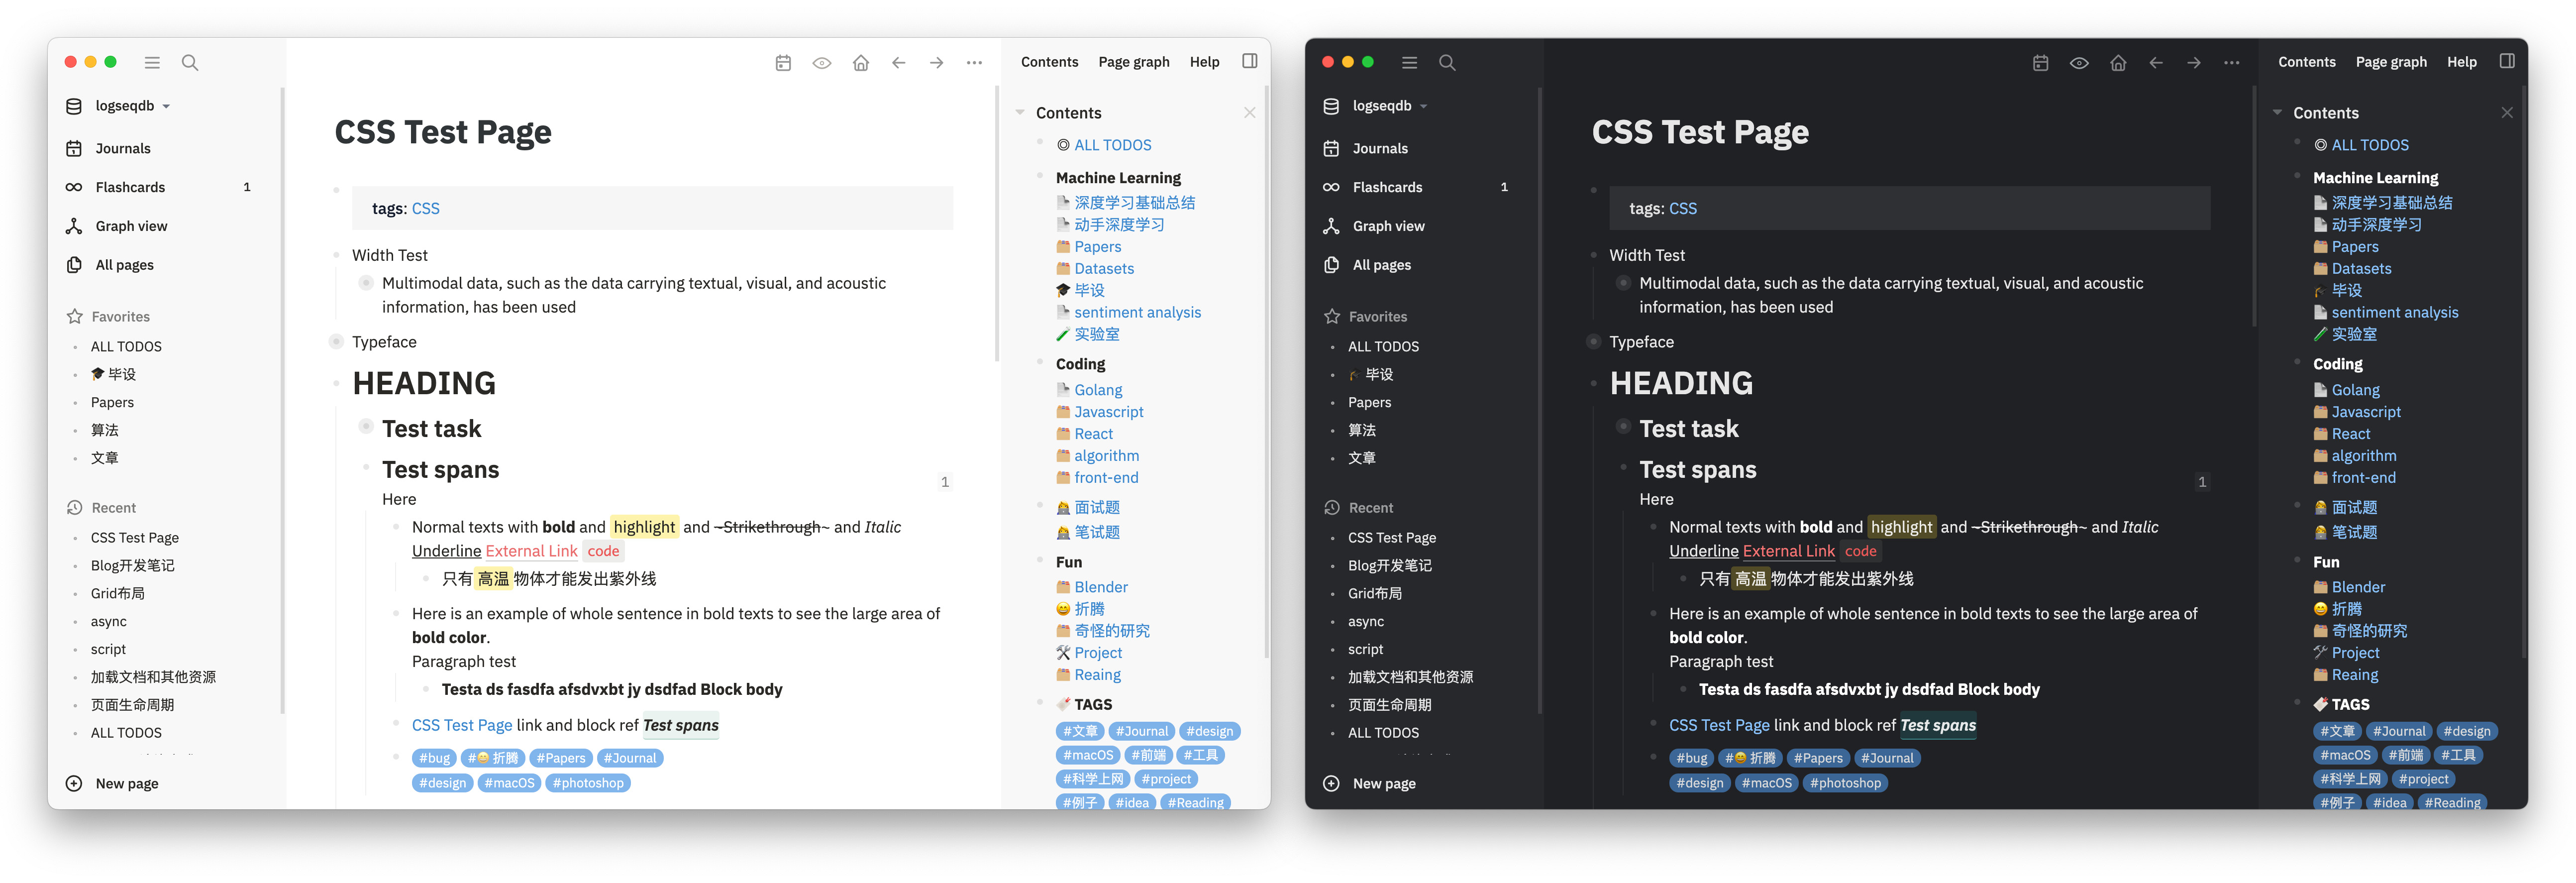 logseqdb
Journals
Flashcards 1
Graph view
All pages
Favorites
ALL TODOS
🎓 毕设
Papers
算法
文章
Recent
CSS Test Page
Blog开发笔记
Grid布局
async
script
加载文档和其他资源
页面生命周期
ALL TODOS
New page
CSS Test Page
tags: CSS
Width Test
Multimodal data, such as the data carrying textual, visual, and acoustic
information, has been used
Typeface
HEADING
Test task
Test spans
1
Here
Normal texts with bold and highlight and ~Strikethrough~ and Italic
Underline External Link code
只有 高温 物体才能发出紫外线
Here is an example of whole sentence in bold texts to see the large area of
bold color.
Paragraph test
Testa ds fasdfa afsdvxbt jy dsdfad Block body
CSS Test Page link and block ref Test spans
#bug #😄 折腾 #Papers #Journal
#design #macOS #photoshop
Contents Page graph Help
Contents
◎ ALL TODOS
Machine Learning
深度学习基础总结
动手深度学习
Papers
Datasets
🎓 毕设
sentiment analysis
实验室
Coding
Golang
Javascript
React
algorithm
front-end
面试题
笔试题
Fun
Blender
😄 折腾
奇怪的研究
Project
Reaing
TAGS
#文章 #Journal #design
#macOS #前端 #工具
#科学上网 #project
#例子 #idea #Reading
logseqdb
Journals
Flashcards 1
Graph view
All pages
Favorites
ALL TODOS
🎓 毕设
Papers
算法
文章
Recent
CSS Test Page
Blog开发笔记
Grid布局
async
script
加载文档和其他资源
页面生命周期
ALL TODOS
New page
CSS Test Page
tags: CSS
Width Test
Multimodal data, such as the data carrying textual, visual, and acoustic
information, has been used
Typeface
HEADING
Test task
Test spans
1
Here
Normal texts with bold and highlight and ~Strikethrough~ and Italic
Underline External Link code
只有 高温 物体才能发出紫外线
Here is an example of whole sentence in bold texts to see the large area of
bold color.
Paragraph test
Testa ds fasdfa afsdvxbt jy dsdfad Block body
CSS Test Page link and block ref Test spans
#bug #😄 折腾 #Papers #Journal
#design #macOS #photoshop
Contents Page graph Help
Contents
◎ ALL TODOS
Machine Learning
深度学习基础总结
动手深度学习
Papers
Datasets
🎓 毕设
sentiment analysis
实验室
Coding
Golang
Javascript
React
algorithm
front-end
面试题
笔试题
Fun
Blender
😄 折腾
奇怪的研究
Project
Reaing
TAGS
#文章 #Journal #design
#macOS #前端 #工具
#科学上网 #project
#例子 #idea #Reading